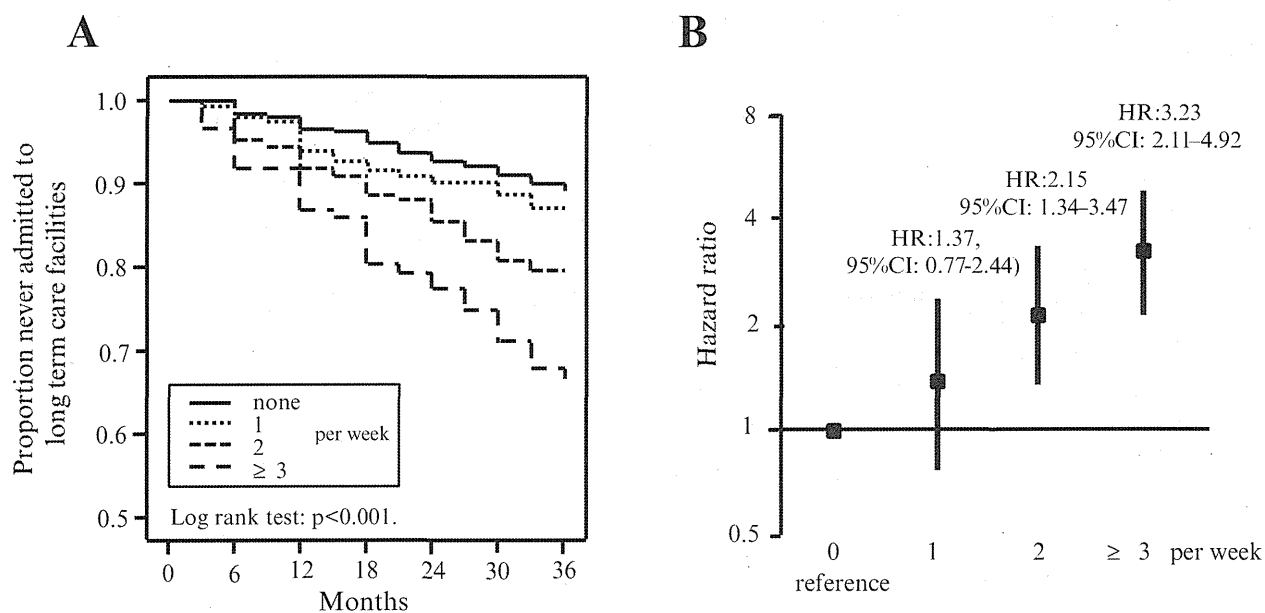 A
Proportion never admitted to
long term care facilities
1.0
0.9
0.8
0.7
0.6
0.5
none
1
2
≥ 3
per week
Log rank test: p<0.001.
0 6 12 18 24 30 36
Months
B
Hazard ratio
8
4
2
1
0.5
HR:3.23
95%CI: 2.11–4.92
HR:2.15
95%CI: 1.34–3.47
HR:1.37,
95%CI: 0.77-2.44)
0 1 2 ≥ 3 per week
reference